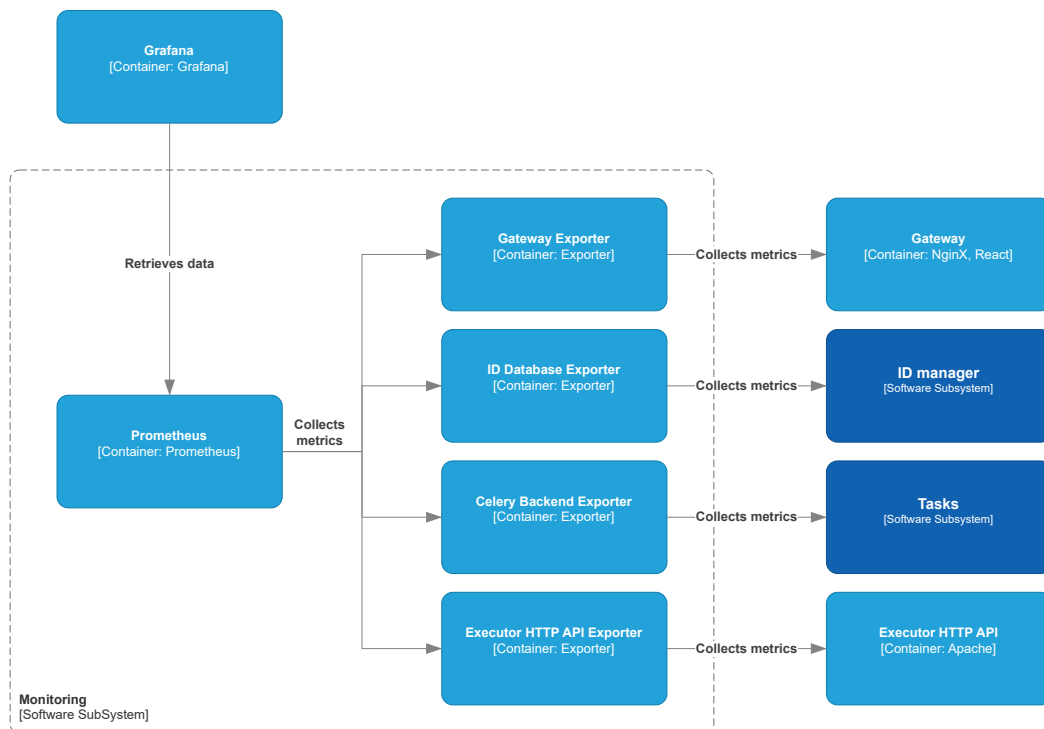 Grafana
[Container: Grafana]
Retrieves data
Gateway Exporter
[Container: Exporter]
Collects metrics
Gateway
[Container: NginX, React]
ID Database Exporter
[Container: Exporter]
Collects metrics
ID manager
[Software Subsystem]
Prometheus
[Container: Prometheus]
Collects
metrics
Celery Backend Exporter
[Container: Exporter]
Collects metrics
Tasks
[Software Subsystem]
Executor HTTP API Exporter
[Container: Exporter]
Collects metrics
Executor HTTP API
[Container: Apache]
Monitoring
[Software SubSystem]